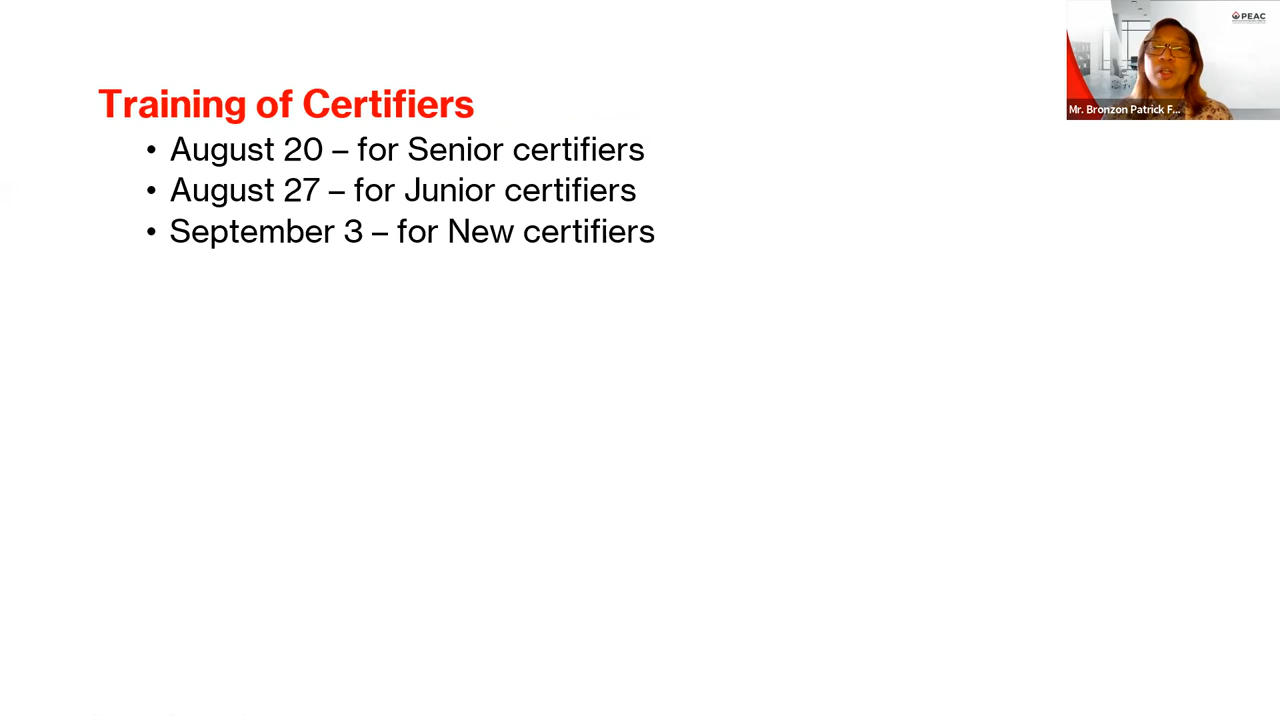 Training of Certifiers
• August 20 – for Senior certifiers
• August 27 – for Junior certifiers
• September 3 – for New certifiers
PEAC
Mr. Bronzon Patrick F...